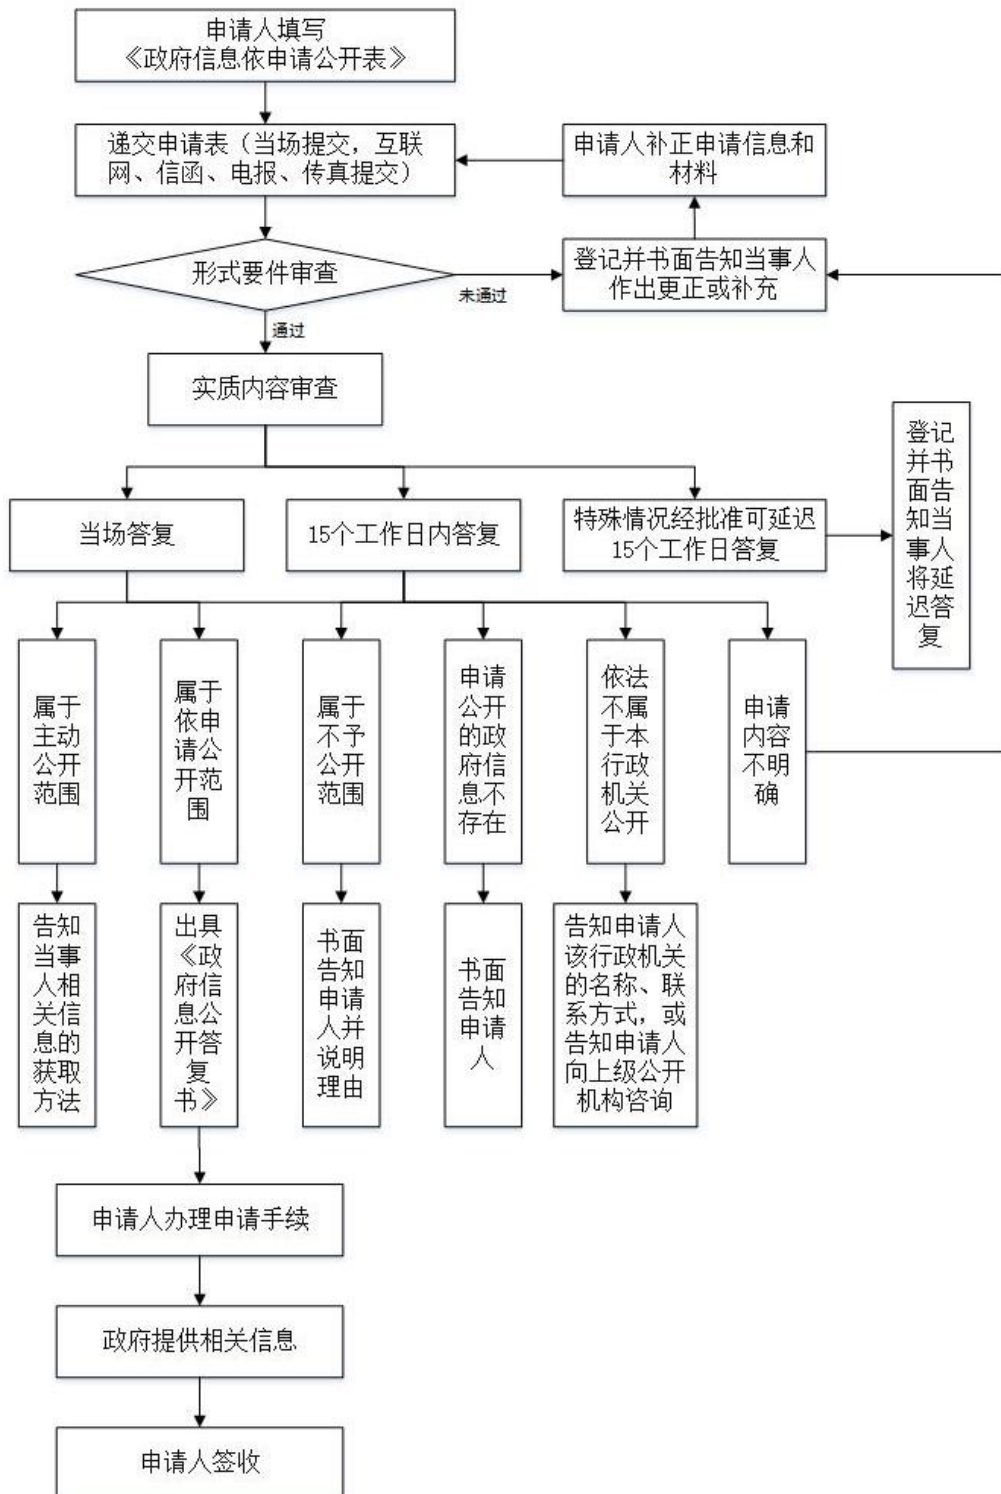 申请人填写
《政府信息依申请公开表》
递交申请表（当场提交，互联
网、信函、电报、传真提交）
申请人补正申请信息和
材料
形式要件审查
未通过
登记并书面告知当事人
作出更正或补充
通过
实质内容审查
当场答复
15个工作日内答复
特殊情况经批准可延迟
15个工作日答复
登记
并书
面告
知当
事人
将延
迟答
复
属于
主动
公开
范围
属于
依申
请公
开范
围
属于
不予
公开
范围
申请
公开
的政
府信
息不
存在
依法
不属
于本
行政
机关
公开
申请
内容
不明
确
告知
当事
人相
关信
息的
获取
方法
出具
《政
府信
息公
开答
复
书》
书面
告知
申请
人并
说明
理由
书面
告知
申请
人
告知申请人
该行政机关
的名称、联
系方式，或
告知申请人
向上级公开
机构咨询
申请人办理申请手续
政府提供相关信息
申请人签收